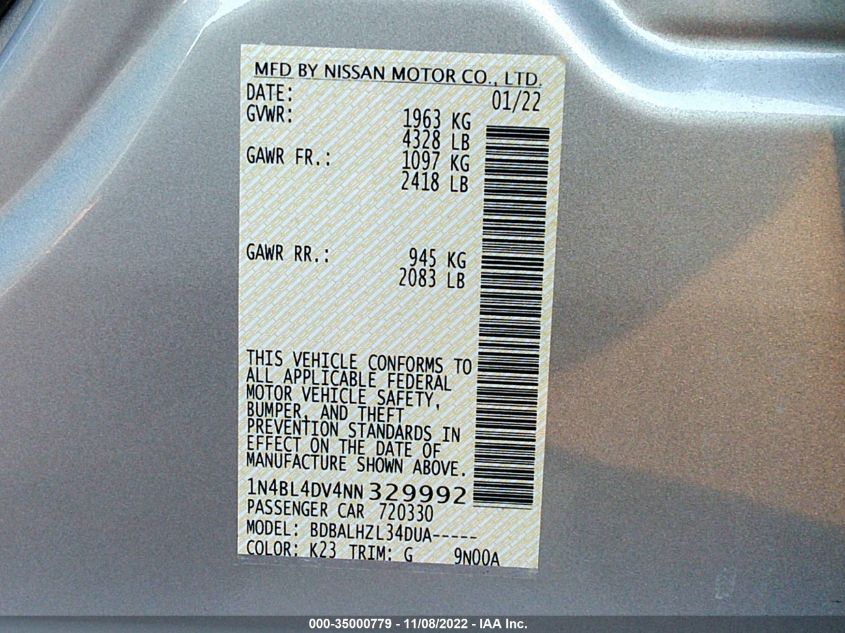 MFD BY NISSAN MOTOR CO., LTD.
DATE: 01/22
GVWR: 1963 KG
4328 LB
GAWR FR.: 1097 KG
2418 LB
GAWR RR.: 945 KG
2083 LB
THIS VEHICLE CONFORMS TO
ALL APPLICABLE FEDERAL
MOTOR VEHICLE SAFETY,
BUMPER, AND THEFT
PREVENTION STANDARDS IN
EFFECT ON THE DATE OF
MANUFACTURE SHOWN ABOVE.
1N4BL4DV4NN 329992
PASSENGER CAR 720330
MODEL: BDBALHZL34DUA-----
COLOR: K23 TRIM: G 9N00A
000-35000779 - 11/08/2022 - IAA Inc.